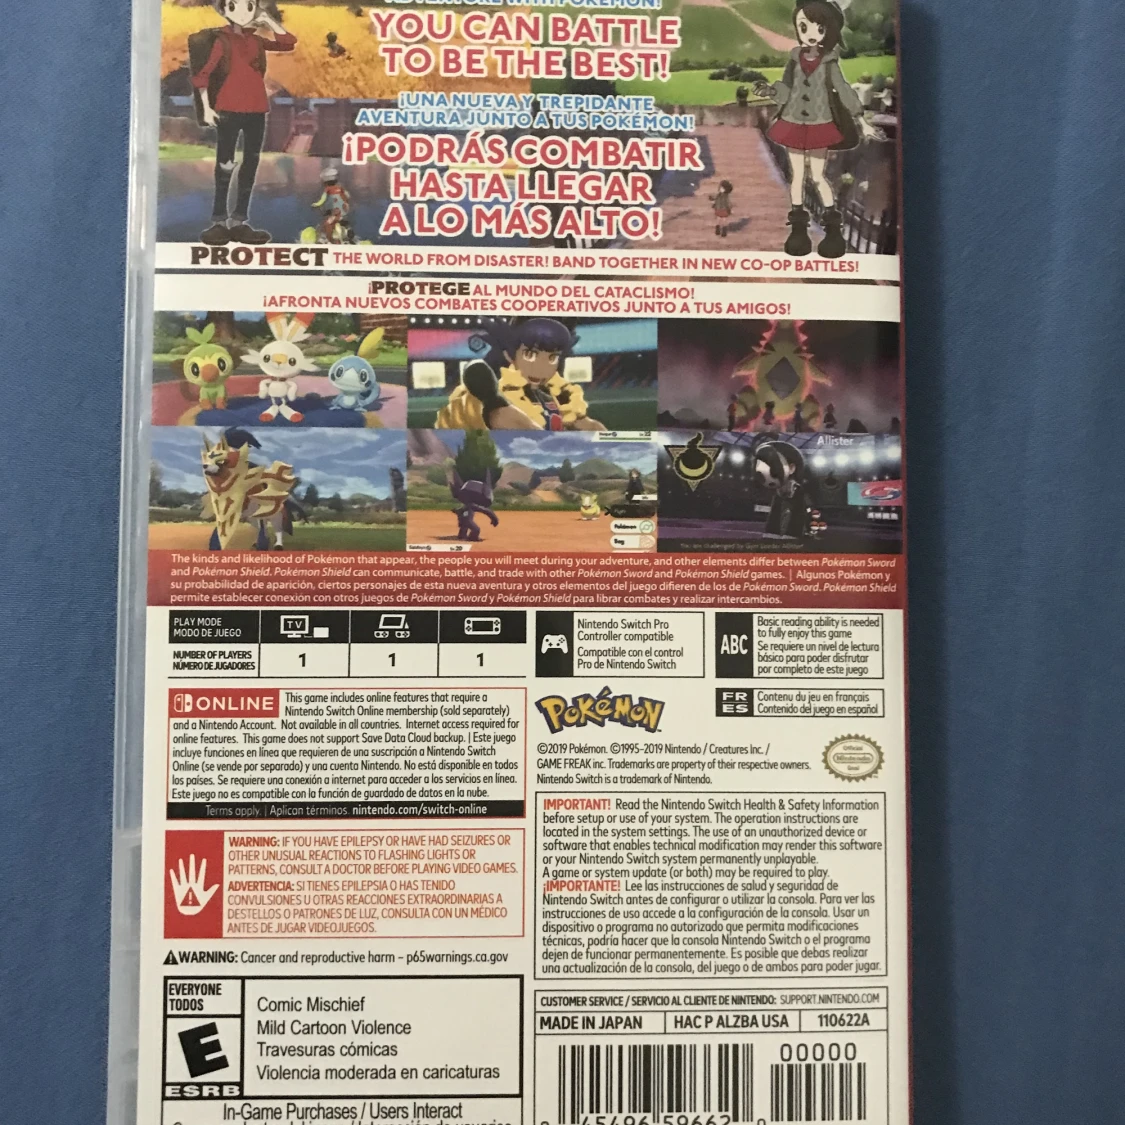 ADVENTURE WITH POKÉMON!
YOU CAN BATTLE
TO BE THE BEST!
¡UNA NUEVA Y TREPIDANTE
AVENTURA JUNTO A TUS POKÉMON!
¡PODRÁS COMBATIR
HASTA LLEGAR
A LO MÁS ALTO!
PROTECT THE WORLD FROM DISASTER! BAND TOGETHER IN NEW CO-OP BATTLES!
¡PROTEGE AL MUNDO DEL CATACLISMO!
¡AFRONTA NUEVOS COMBATES COOPERATIVOS JUNTO A TUS AMIGOS!
Allister
Pokémon
Bag
The kinds and likelihood of Pokémon that appear, the people you will meet during your adventure, and other elements differ between Pokémon Sword
and Pokémon Shield. Pokémon Shield can communicate, battle, and trade with other Pokémon Sword and Pokémon Shield games. | Algunos Pokémon y
su probabilidad de aparición, ciertos personajes de esta nueva aventura y otros elementos del juego difieren de los de Pokémon Sword. Pokémon Shield
permite establecer conexión con otros juegos de Pokémon Sword y Pokémon Shield para librar combates y realizar intercambios.
PLAY MODE
MODO DE JUEGO
TV
NUMBER OF PLAYERS
NÚMERO DE JUGADORES
1 1 1
Nintendo Switch Pro
Controller compatible
Compatible con el control
Pro de Nintendo Switch
ABC
Basic reading ability is needed
to fully enjoy this game
Se requiere un nivel de lectura
básico para poder disfrutar
por completo de este juego
ONLINE This game includes online features that require a
Nintendo Switch Online membership (sold separately)
and a Nintendo Account. Not available in all countries. Internet access required for
online features. This game does not support Save Data Cloud backup. | Este juego
incluye funciones en línea que requieren de una suscripción a Nintendo Switch
Online (se vende por separado) y una cuenta Nintendo. No está disponible en todos
los países. Se requiere una conexión a internet para acceder a los servicios en línea.
Este juego no es compatible con la función de guardado de datos en la nube.
Terms apply. | Aplican términos. nintendo.com/switch-online
POKéMON
FR Contenu du jeu en français
ES Contenido del juego en español
©2019 Pokémon. ©1995-2019 Nintendo / Creatures Inc. /
GAME FREAK inc. Trademarks are property of their respective owners.
Nintendo Switch is a trademark of Nintendo.
Official
Nintendo
Seal
WARNING: IF YOU HAVE EPILEPSY OR HAVE HAD SEIZURES OR
OTHER UNUSUAL REACTIONS TO FLASHING LIGHTS OR
PATTERNS, CONSULT A DOCTOR BEFORE PLAYING VIDEO GAMES.
ADVERTENCIA: SI TIENES EPILEPSIA O HAS TENIDO
CONVULSIONES U OTRAS REACCIONES EXTRAORDINARIAS A
DESTELLOS O PATRONES DE LUZ, CONSULTA CON UN MÉDICO
ANTES DE JUGAR VIDEOJUEGOS.
IMPORTANT! Read the Nintendo Switch Health & Safety Information
before setup or use of your system. The operation instructions are
located in the system settings. The use of an unauthorized device or
software that enables technical modification may render this software
or your Nintendo Switch system permanently unplayable.
A game or system update (or both) may be required to play.
¡IMPORTANTE! Lee las instrucciones de salud y seguridad de
Nintendo Switch antes de configurar o utilizar la consola. Para ver las
instrucciones de uso accede a la configuración de la consola. Usar un
dispositivo o programa no autorizado que permita modificaciones
técnicas, podría hacer que la consola Nintendo Switch o el programa
dejen de funcionar permanentemente. Es posible que debas realizar
una actualización de la consola, del juego o de ambos para poder jugar.
WARNING: Cancer and reproductive harm – p65warnings.ca.gov
EVERYONE
TODOS
E
ESRB
Comic Mischief
Mild Cartoon Violence
Travesuras cómicas
Violencia moderada en caricaturas
In-Game Purchases / Users Interact
CUSTOMER SERVICE / SERVICIO AL CLIENTE DE NINTENDO: SUPPORT.NINTENDO.COM
MADE IN JAPAN HAC P ALZBA USA 110622A
00000
45496 59662